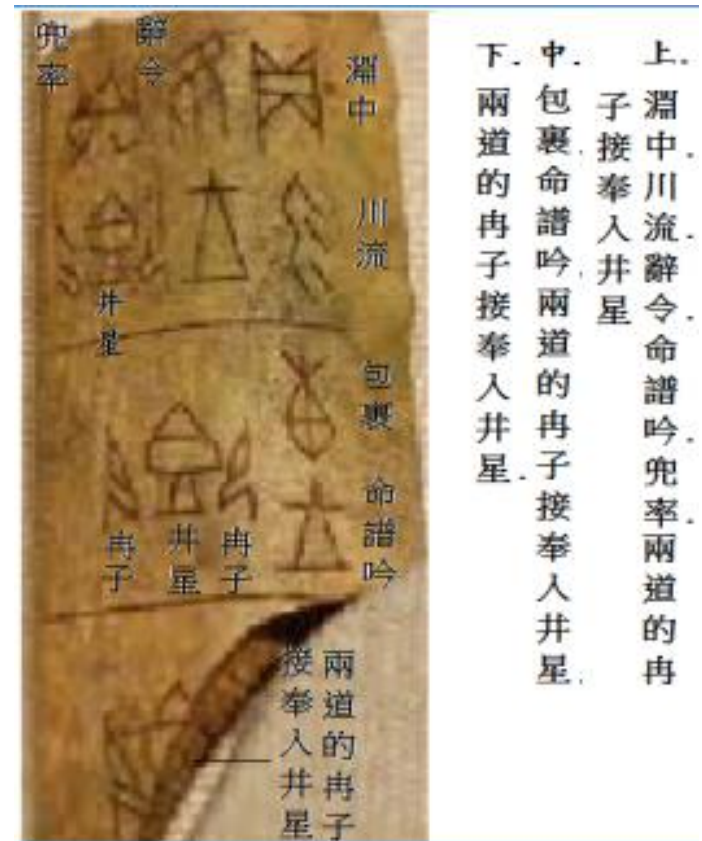 上. 淵中. 川流. 辭令. 命譜吟. 兜率. 兩道的冉
子接奉入井星
中. 包裹. 命譜吟. 兩道的冉子接奉入井星.
下. 兩道的冉子接奉入井星.
淵中
辭令
兜率
川流
井星
包裹
命譜吟
冉子
井星
冉子
兩道的冉子
接奉入井星